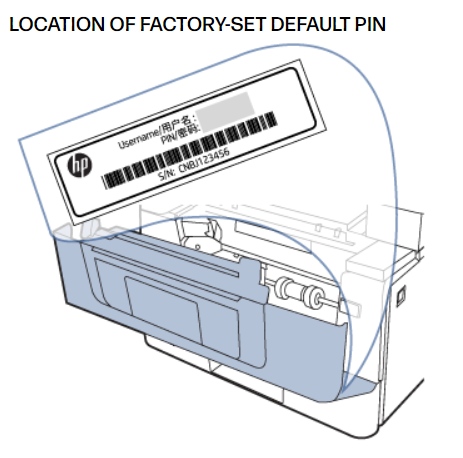 LOCATION OF FACTORY-SET DEFAULT PIN
hp
Username/用户名:
PIN/密码:
S/N: CNBJ123456